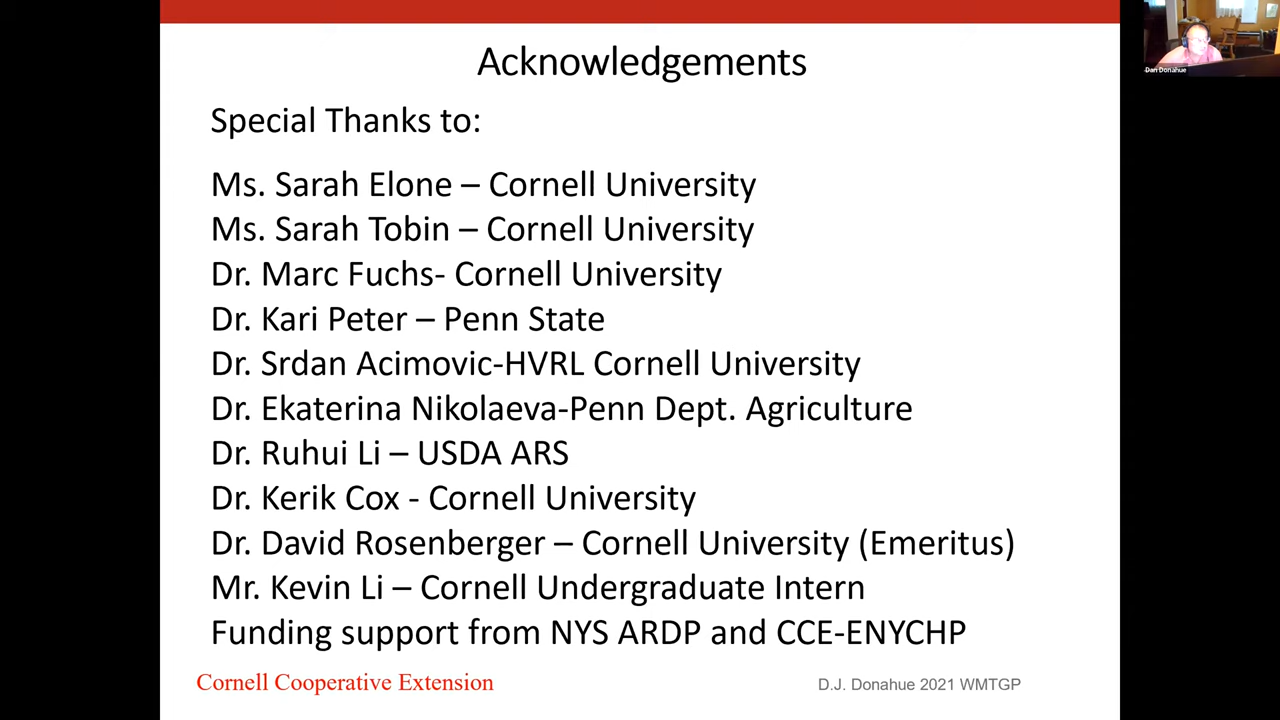 Acknowledgements
Special Thanks to:
Ms. Sarah Elone – Cornell University
Ms. Sarah Tobin – Cornell University
Dr. Marc Fuchs- Cornell University
Dr. Kari Peter – Penn State
Dr. Srdan Acimovic-HVRL Cornell University
Dr. Ekaterina Nikolaeva-Penn Dept. Agriculture
Dr. Ruhui Li – USDA ARS
Dr. Kerik Cox - Cornell University
Dr. David Rosenberger – Cornell University (Emeritus)
Mr. Kevin Li – Cornell Undergraduate Intern
Funding support from NYS ARDP and CCE-ENYCHP
Cornell Cooperative Extension
D.J. Donahue 2021 WMTGP
Dan Donahue